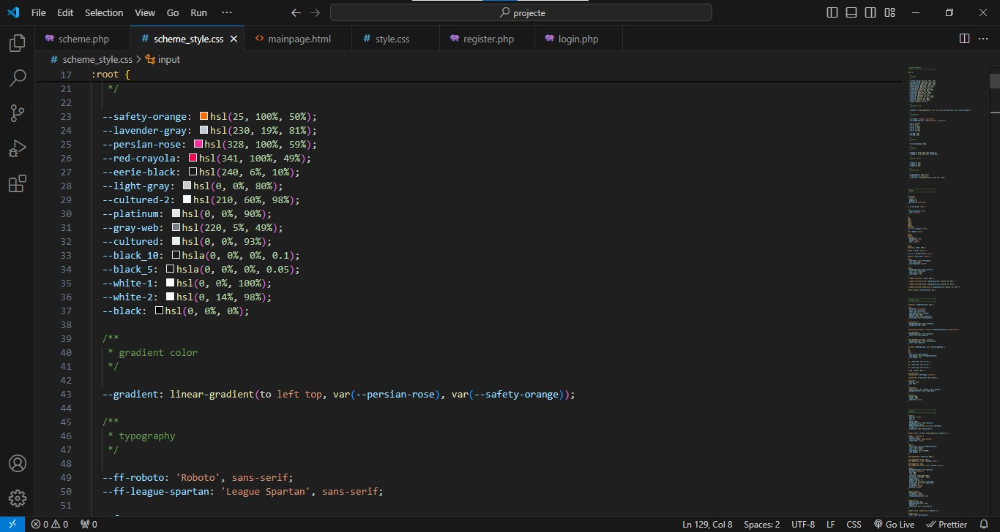 File Edit Selection View Go Run ···
projecte
scheme.php
# scheme_style.css
<> mainpage.html
# style.css
register.php
login.php
# scheme_style.css > input
17 :root {
21 */
22
23 --safety-orange: hsl(25, 100%, 50%);
24 --lavender-gray: hsl(230, 19%, 81%);
25 --persian-rose: hsl(328, 100%, 59%);
26 --red-crayola: hsl(341, 100%, 49%);
27 --eerie-black: hsl(240, 6%, 10%);
28 --light-gray: hsl(0, 0%, 80%);
29 --cultured-2: hsl(210, 60%, 98%);
30 --platinum: hsl(0, 0%, 90%);
31 --gray-web: hsl(220, 5%, 49%);
32 --cultured: hsl(0, 0%, 93%);
33 --black_10: hsla(0, 0%, 0%, 0.1);
34 --black_5: hsla(0, 0%, 0%, 0.05);
35 --white-1: hsl(0, 0%, 100%);
36 --white-2: hsl(0, 14%, 98%);
37 --black: hsl(0, 0%, 0%);
38
39 /**
40 * gradient color
41 */
42
43 --gradient: linear-gradient(to left top, var(--persian-rose), var(--safety-orange));
44
45 /**
46 * typography
47 */
48
49 --ff-roboto: 'Roboto', sans-serif;
50 --ff-league-spartan: 'League Spartan', sans-serif;
51
0 0 0 Ln 129, Col 8 Spaces: 2 UTF-8 LF CSS Go Live Prettier